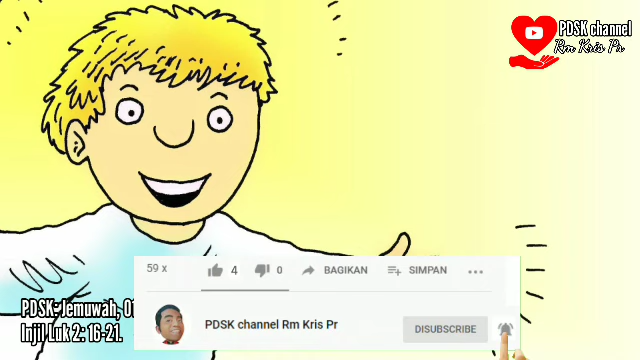 PDSK channel
Rm Kris Pr
59 x
4
0
BAGIKAN
SIMPAN
PDSK: Jemuwah, 01
Injil Luk 2: 16-21.
PDSK channel Rm Kris Pr
DISUBSCRIBE